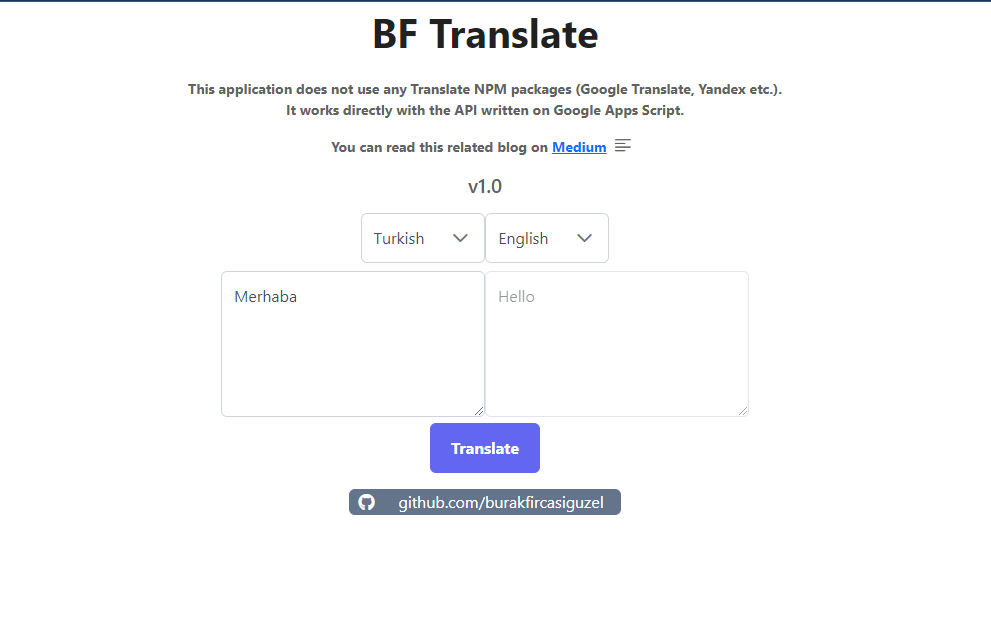 BF Translate
This application does not use any Translate NPM packages (Google Translate, Yandex etc.).
It works directly with the API written on Google Apps Script.
You can read this related blog on Medium
v1.0
Turkish English
Merhaba Hello
Translate
github.com/burakfircasiguzel